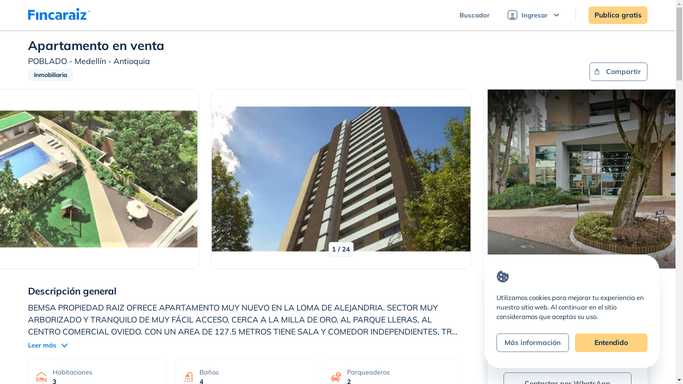 Fincaraiz
Buscador
Ingresar
Publica gratis
Apartamento en venta
POBLADO - Medellín - Antioquia
Inmobiliaria
Compartir
1 / 24
Descripción general
BEMSA PROPIEDAD RAIZ OFRECE APARTAMENTO MUY NUEVO EN LA LOMA DE ALEJANDRIA. SECTOR MUY
ARBORIZADO Y TRANQUILO DE MUY FÁCIL ACCESO, CERCA A LA MILLA DE ORO, AL PARQUE LLERAS, AL
CENTRO COMERCIAL OVIEDO. CON UN AREA DE 127.5 METROS TIENE SALA Y COMEDOR INDEPENDIENTES, TR...
Leer más
Habitaciones
3
Baños
4
Parqueaderos
2
Utilizamos cookies para mejorar tu experiencia en
nuestro sitio web. Al continuar en el sitio
consideramos que aceptas su uso.
Más información
Entendido
Contactar por WhatsApp